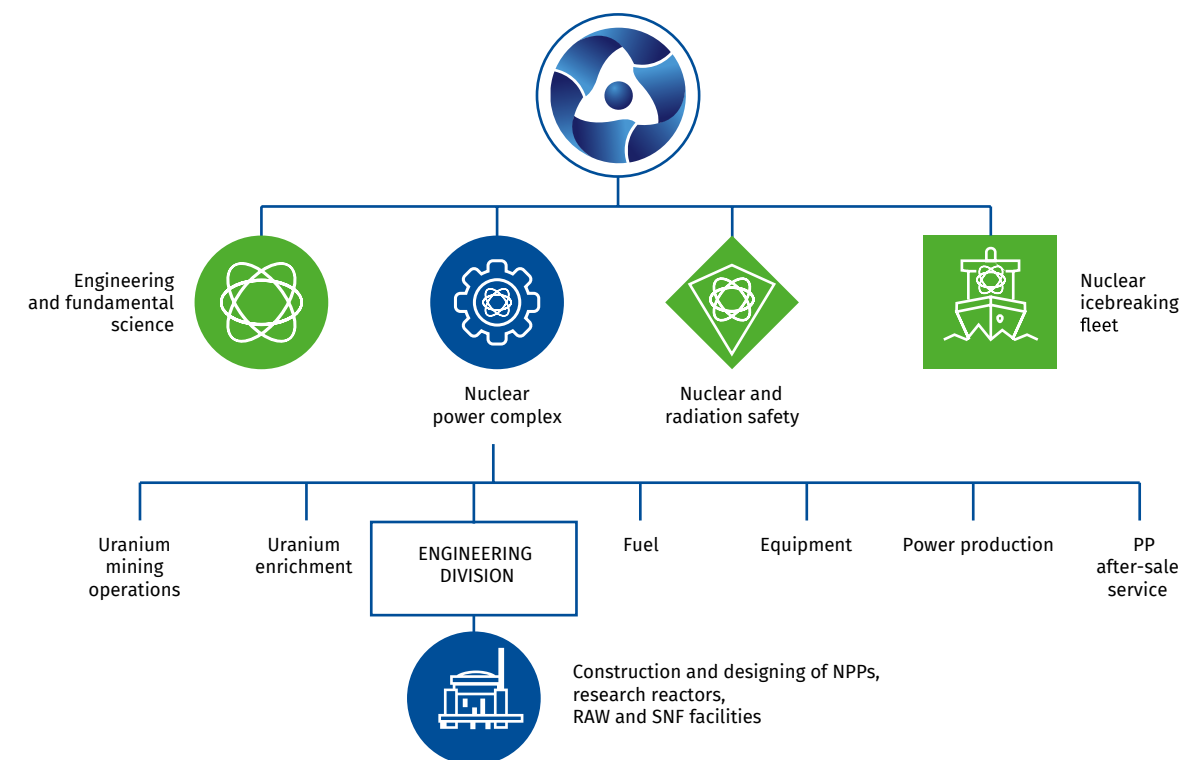 Engineering
and fundamental
science
Nuclear
power complex
Nuclear and
radiation safety
Nuclear
icebreaking
fleet
Uranium
mining
operations
Uranium
enrichment
ENGINEERING
DIVISION
Fuel
Equipment
Power production
PP
after-sale
service
Construction and designing of NPPs,
research reactors,
RAW and SNF facilities